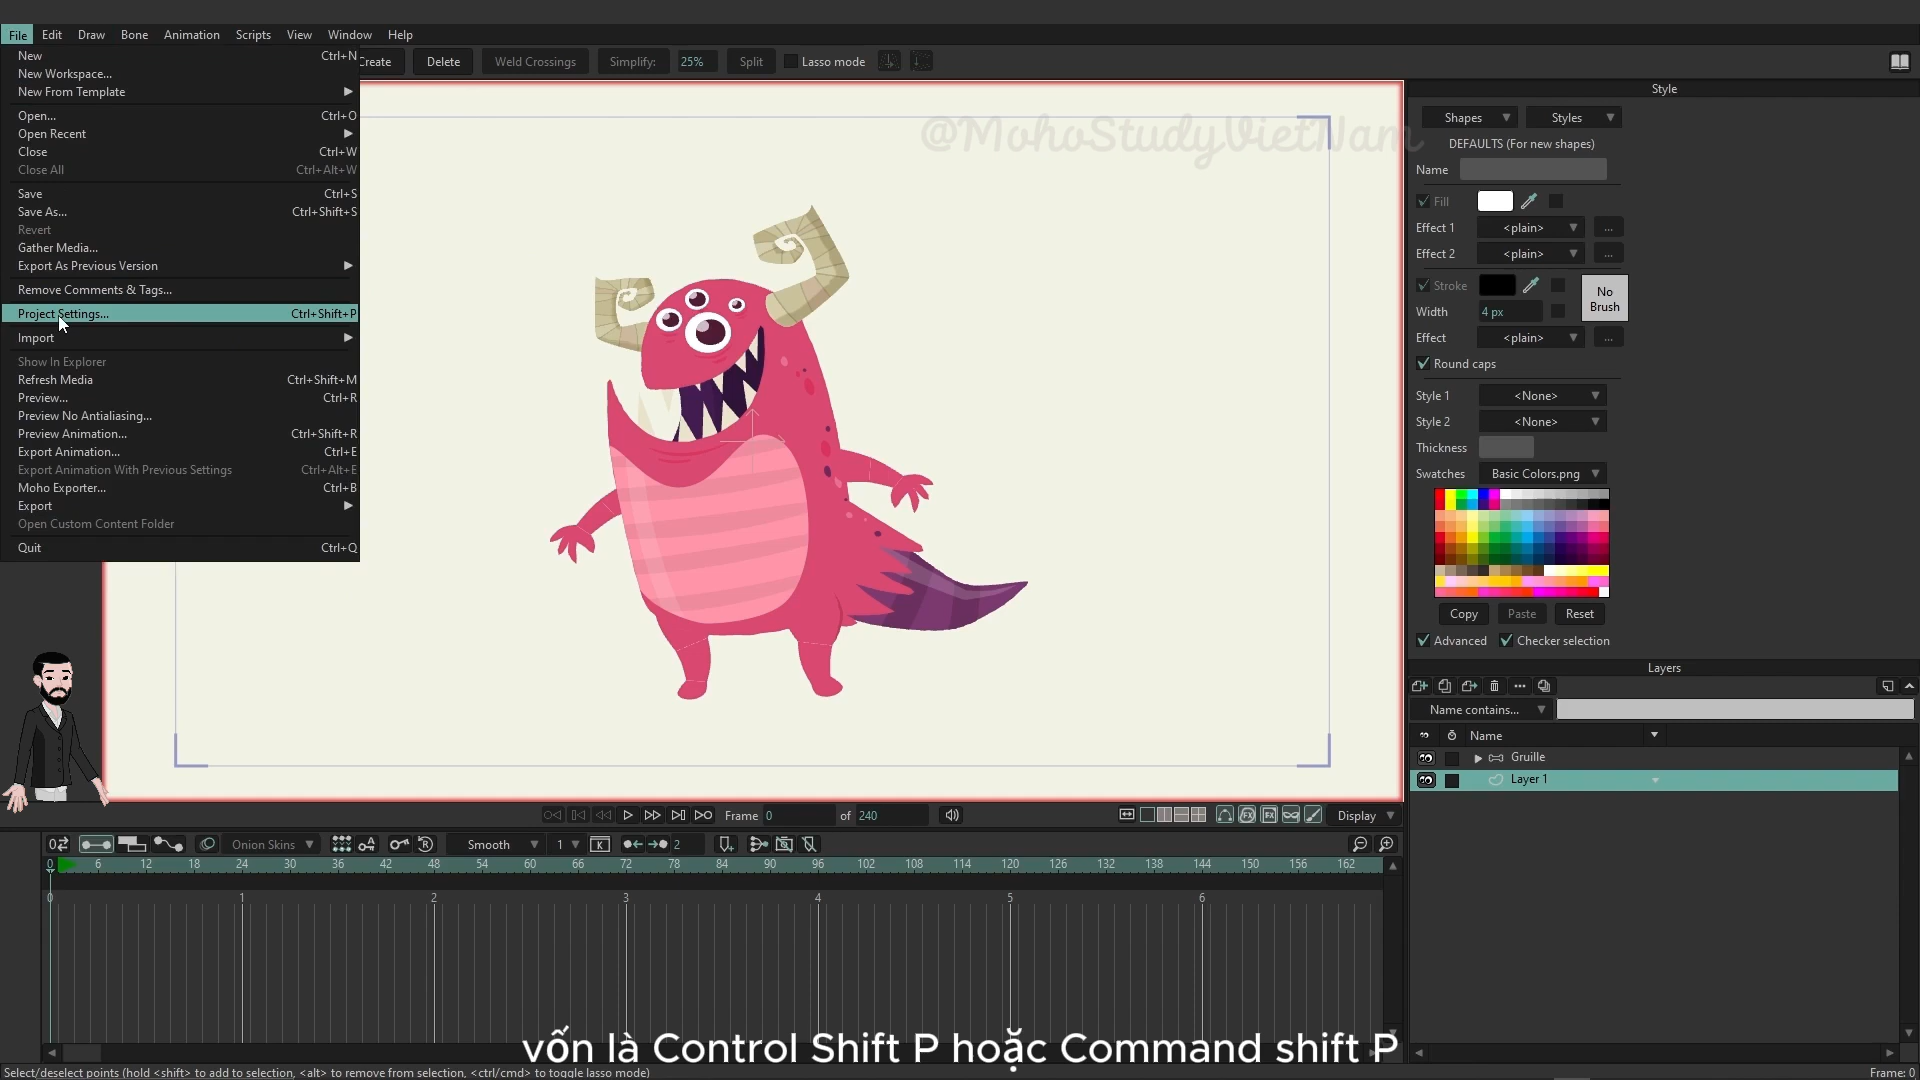 File Edit Draw Bone Animation Scripts View Window Help
New Ctrl+N
New Workspace...
New From Template
Open... Ctrl+O
Open Recent
Close Ctrl+W
Close All Ctrl+Alt+W
Save Ctrl+S
Save As... Ctrl+Shift+S
Revert
Gather Media...
Export As Previous Version
Remove Comments & Tags...
Project Settings... Ctrl+Shift+P
Import
Show In Explorer
Refresh Media Ctrl+Shift+M
Preview... Ctrl+R
Preview No Antialiasing...
Preview Animation... Ctrl+Shift+R
Export Animation... Ctrl+E
Export Animation With Previous Settings Ctrl+Alt+E
Moho Exporter... Ctrl+B
Export
Open Custom Content Folder
Quit Ctrl+Q
Create Delete Weld Crossings Simplify: 25% Split Lasso mode
@MohoStudyVietNam
Style
Shapes Styles
DEFAULTS (For new shapes)
Name
Fill
Effect 1 <plain> ...
Effect 2 <plain> ...
Stroke
No Brush
Width 4 px
Effect <plain> ...
Round caps
Style 1 <None>
Style 2 <None>
Thickness
Swatches Basic Colors.png
Copy Paste Reset
Advanced Checker selection
Layers
Name contains...
Name
Gruille
Layer 1
Frame 0 of 240 Display
Onion Skins Smooth 1 2
0 6 12 18 24 30 36 42 48 54 60 66 72 78 84 90 96 102 108 114 120 126 132 138 144 150 156 162
0 1 2 3 4 5 6
vốn là Control Shift P hoặc Command shift P
Select/deselect points (hold <shift> to add to selection, <alt> to remove from selection, <ctrl/cmd> to toggle lasso mode) Frame: 0